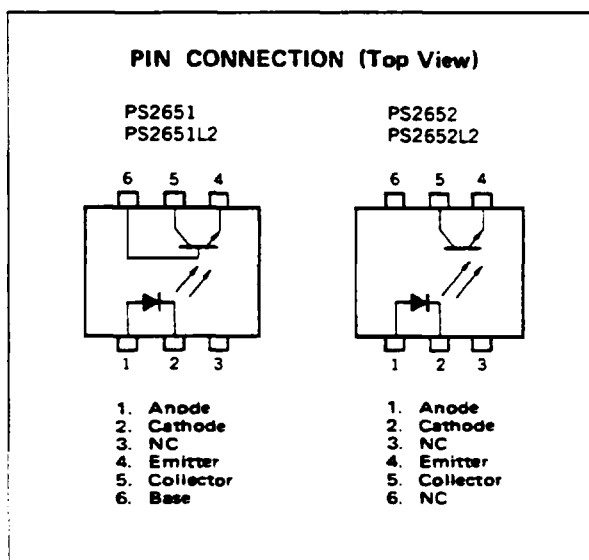 PIN CONNECTION (Top View)
PS2651
PS2651L2
6 5 4
1 2 3
1. Anode
2. Cathode
3. NC
4. Emitter
5. Collector
6. Base
PS2652
PS2652L2
6 5 4
1 2 3
1. Anode
2. Cathode
3. NC
4. Emitter
5. Collector
6. NC